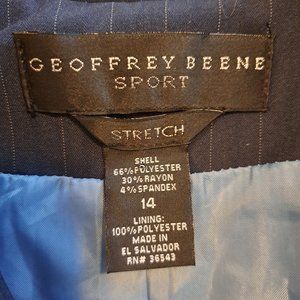 GEOFFREY BEENE
SPORT
STRETCH
SHELL
66% POLYESTER
30% RAYON
4% SPANDEX
14
LINING:
100% POLYESTER
MADE IN
EL SALVADOR
RN# 36543